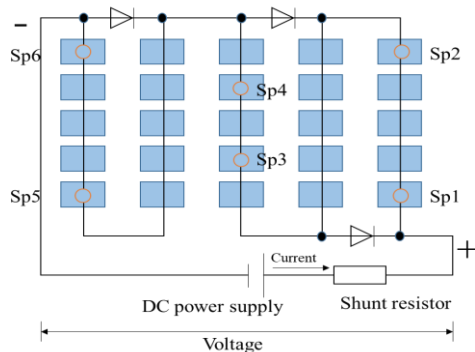 -
Sp6
Sp2
Sp4
Sp3
Sp5
Sp1
+
Current
DC power supply
Shunt resistor
Voltage